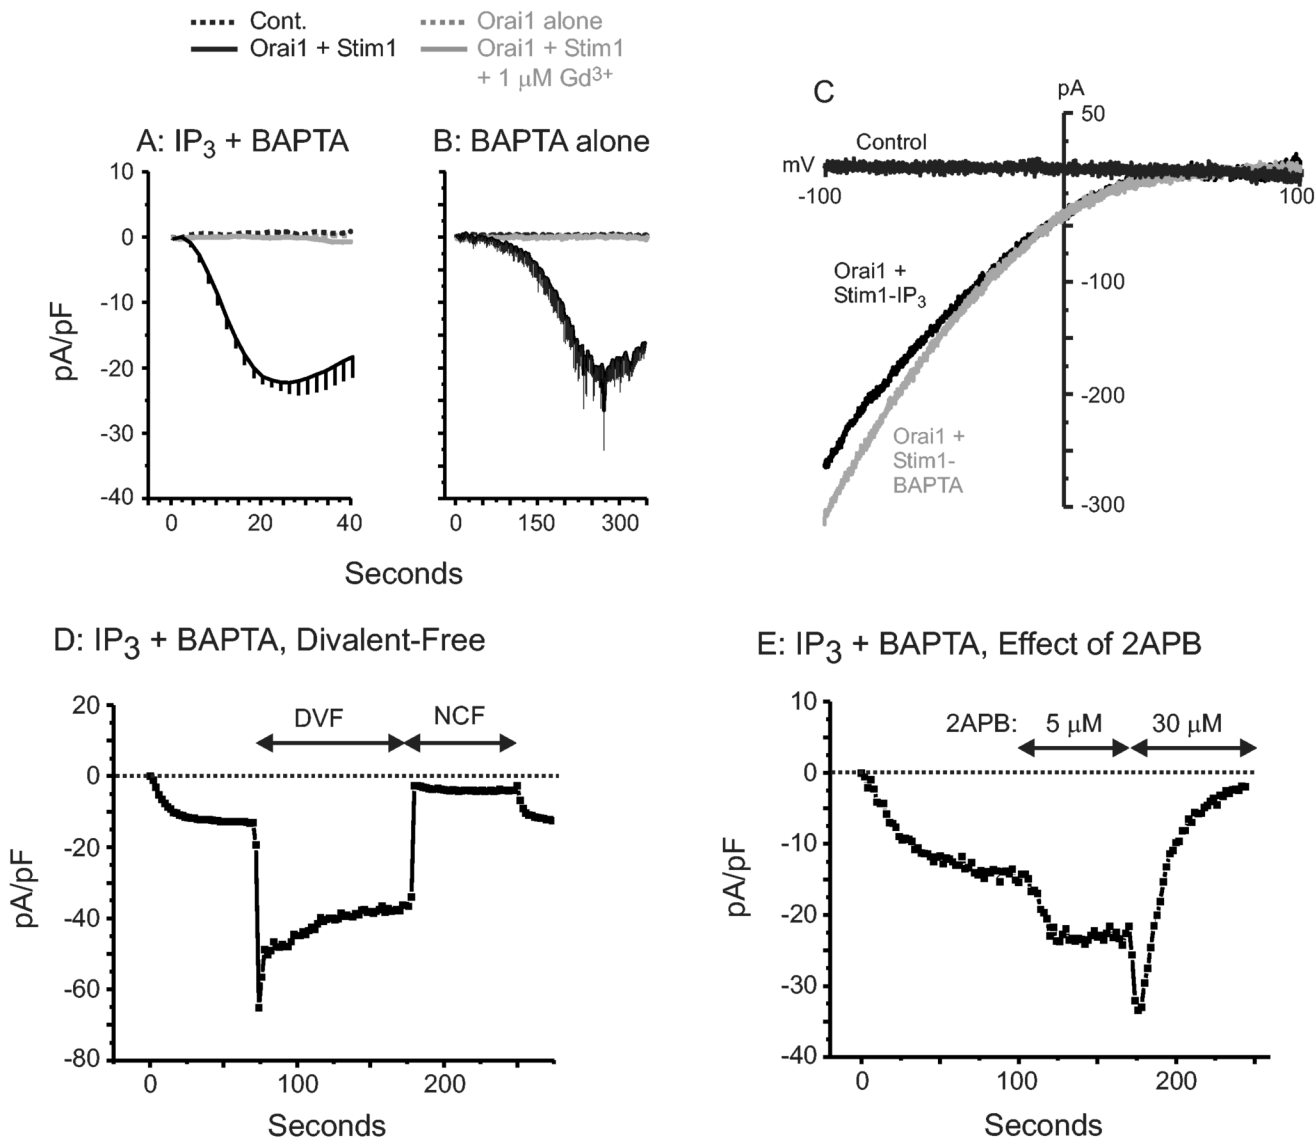 Cont.
Orai1 + Stim1
Orai1 alone
Orai1 + Stim1
+ 1 μM Gd³⁺
A: IP₃ + BAPTA
10
0
-10
-20
-30
-40
pA/pF
0 20 40
B: BAPTA alone
0 150 300
Seconds
C
pA
50
Control
mV
-100
100
Orai1 +
Stim1-IP₃
-100
-200
-300
Orai1 +
Stim1-
BAPTA
D: IP₃ + BAPTA, Divalent-Free
20
0
-20
-40
-60
-80
pA/pF
DVF NCF
0 100 200
Seconds
E: IP₃ + BAPTA, Effect of 2APB
10
0
-10
-20
-30
-40
pA/pF
2APB: 5 μM 30 μM
0 100 200
Seconds